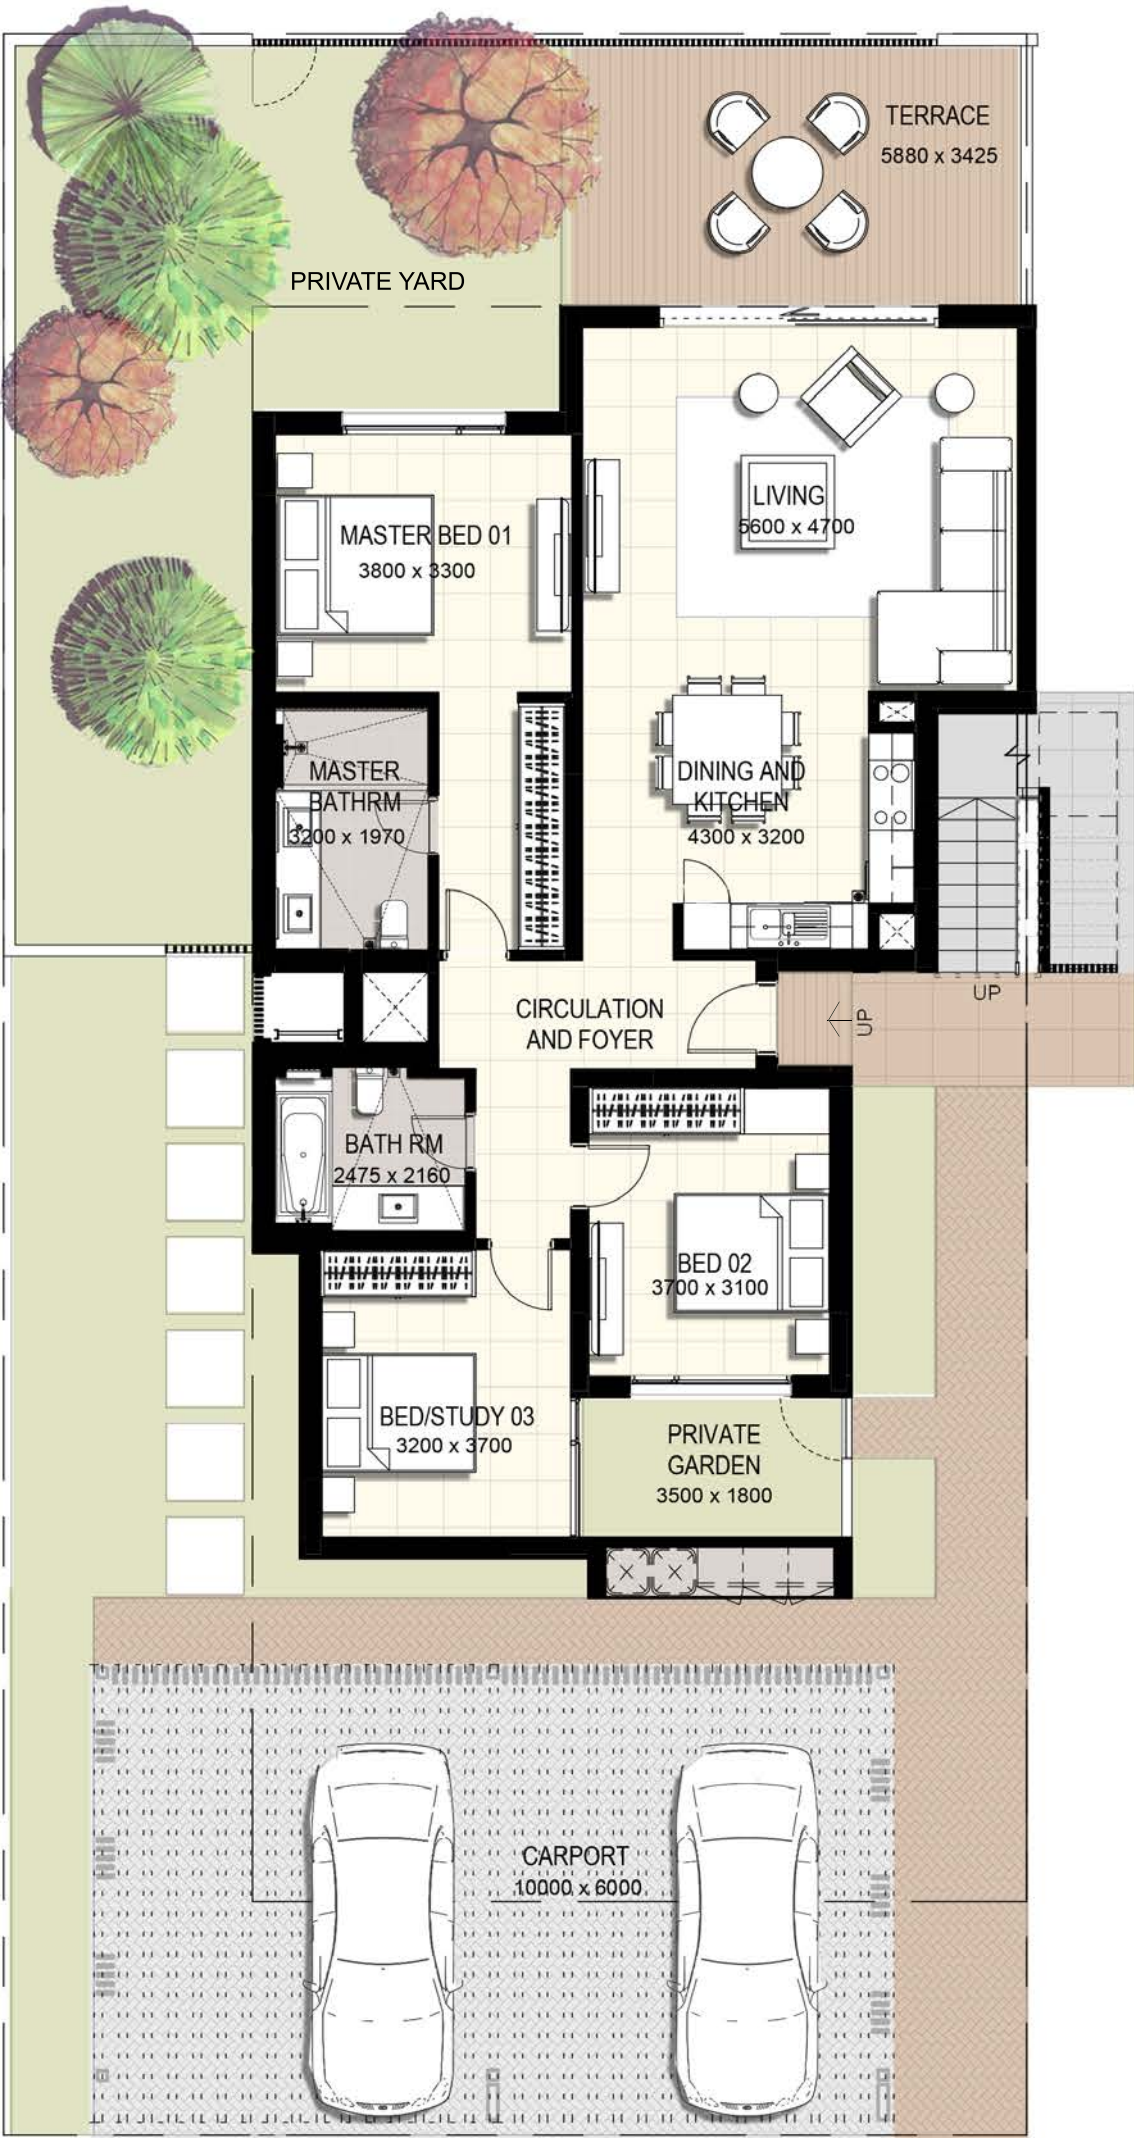 TERRACE
5880 x 3425
PRIVATE YARD
LIVING
5600 x 4700
MASTER BED 01
3800 x 3300
MASTER
BATHRM
3200 x 1970
DINING AND
KITCHEN
4300 x 3200
UP
CIRCULATION
AND FOYER
UP
BATH RM
2475 x 2160
BED 02
3700 x 3100
BED/STUDY 03
3200 x 3700
PRIVATE
GARDEN
3500 x 1800
CARPORT
10000 x 6000